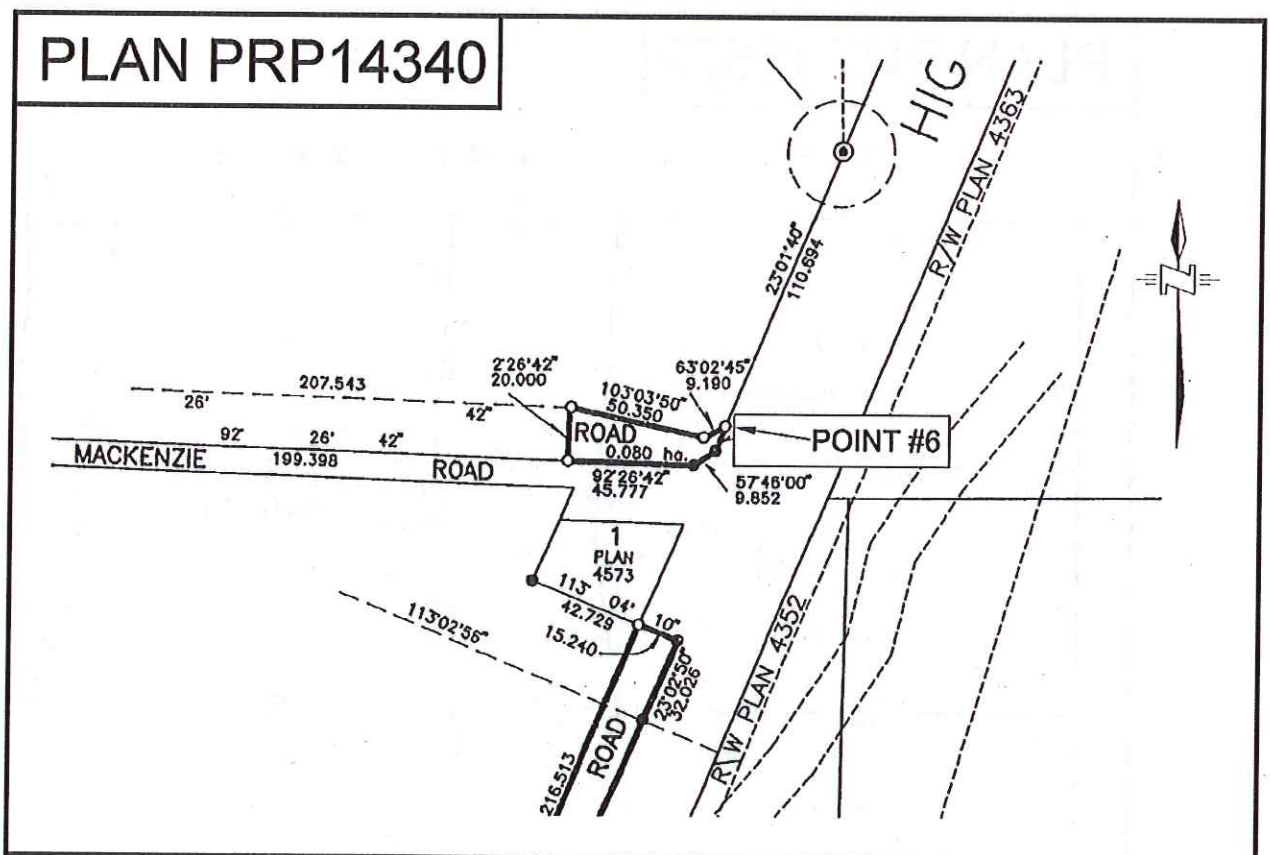 PLAN PRP14340
HIG
R/W PLAN 4363
23°01'40"
110.694
2°26'42"
20.000
63°02'45"
9.190
207.543
103°03'50"
50.350
26' 42"
ROAD
POINT #6
92° 26' 42"
0.080 ha.
MACKENZIE 199.398 ROAD
92°26'42"
45.777
57°46'00"
9.852
1
PLAN
4573
113° 04' 10"
42.729
15.240
113°02'56"
23°02'50"
32.026
R/W PLAN 4352
ROAD
216.513